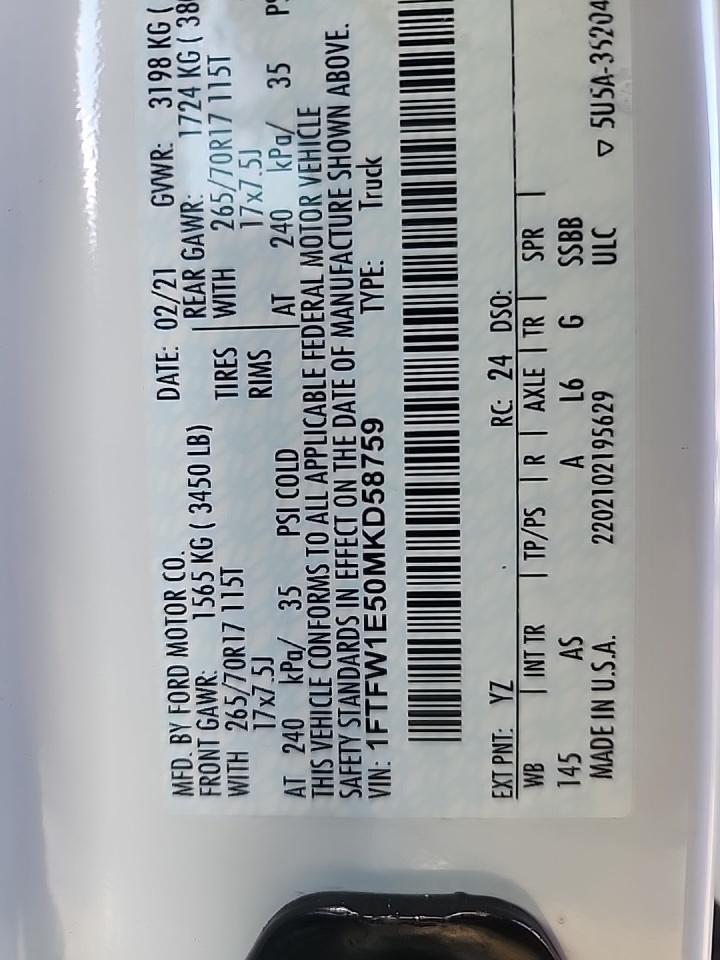 MFD. BY FORD MOTOR CO.
DATE: 02/21 GVWR: 3198 KG (
FRONT GAWR: 1565 KG ( 3450 LB) REAR GAWR: 1724 KG ( 380
WITH 265/70R17 115T TIRES WITH 265/70R17 115T
17x7.5J RIMS 17x7.5J
AT 240 kPa/ 35 PSI COLD AT 240 kPa/ 35 PS
THIS VEHICLE CONFORMS TO ALL APPLICABLE FEDERAL MOTOR VEHICLE
SAFETY STANDARDS IN EFFECT ON THE DATE OF MANUFACTURE SHOWN ABOVE.
VIN: 1FTFW1E50MKD58759 TYPE: Truck
EXT PNT: YZ RC: 24 DSO:
WB | INT TR | TP/PS | R | AXLE | TR | SPR |
145 AS A L6 G SSBB
MADE IN U.S.A. 2202102195629 ULC ▽ 5U5A-35204